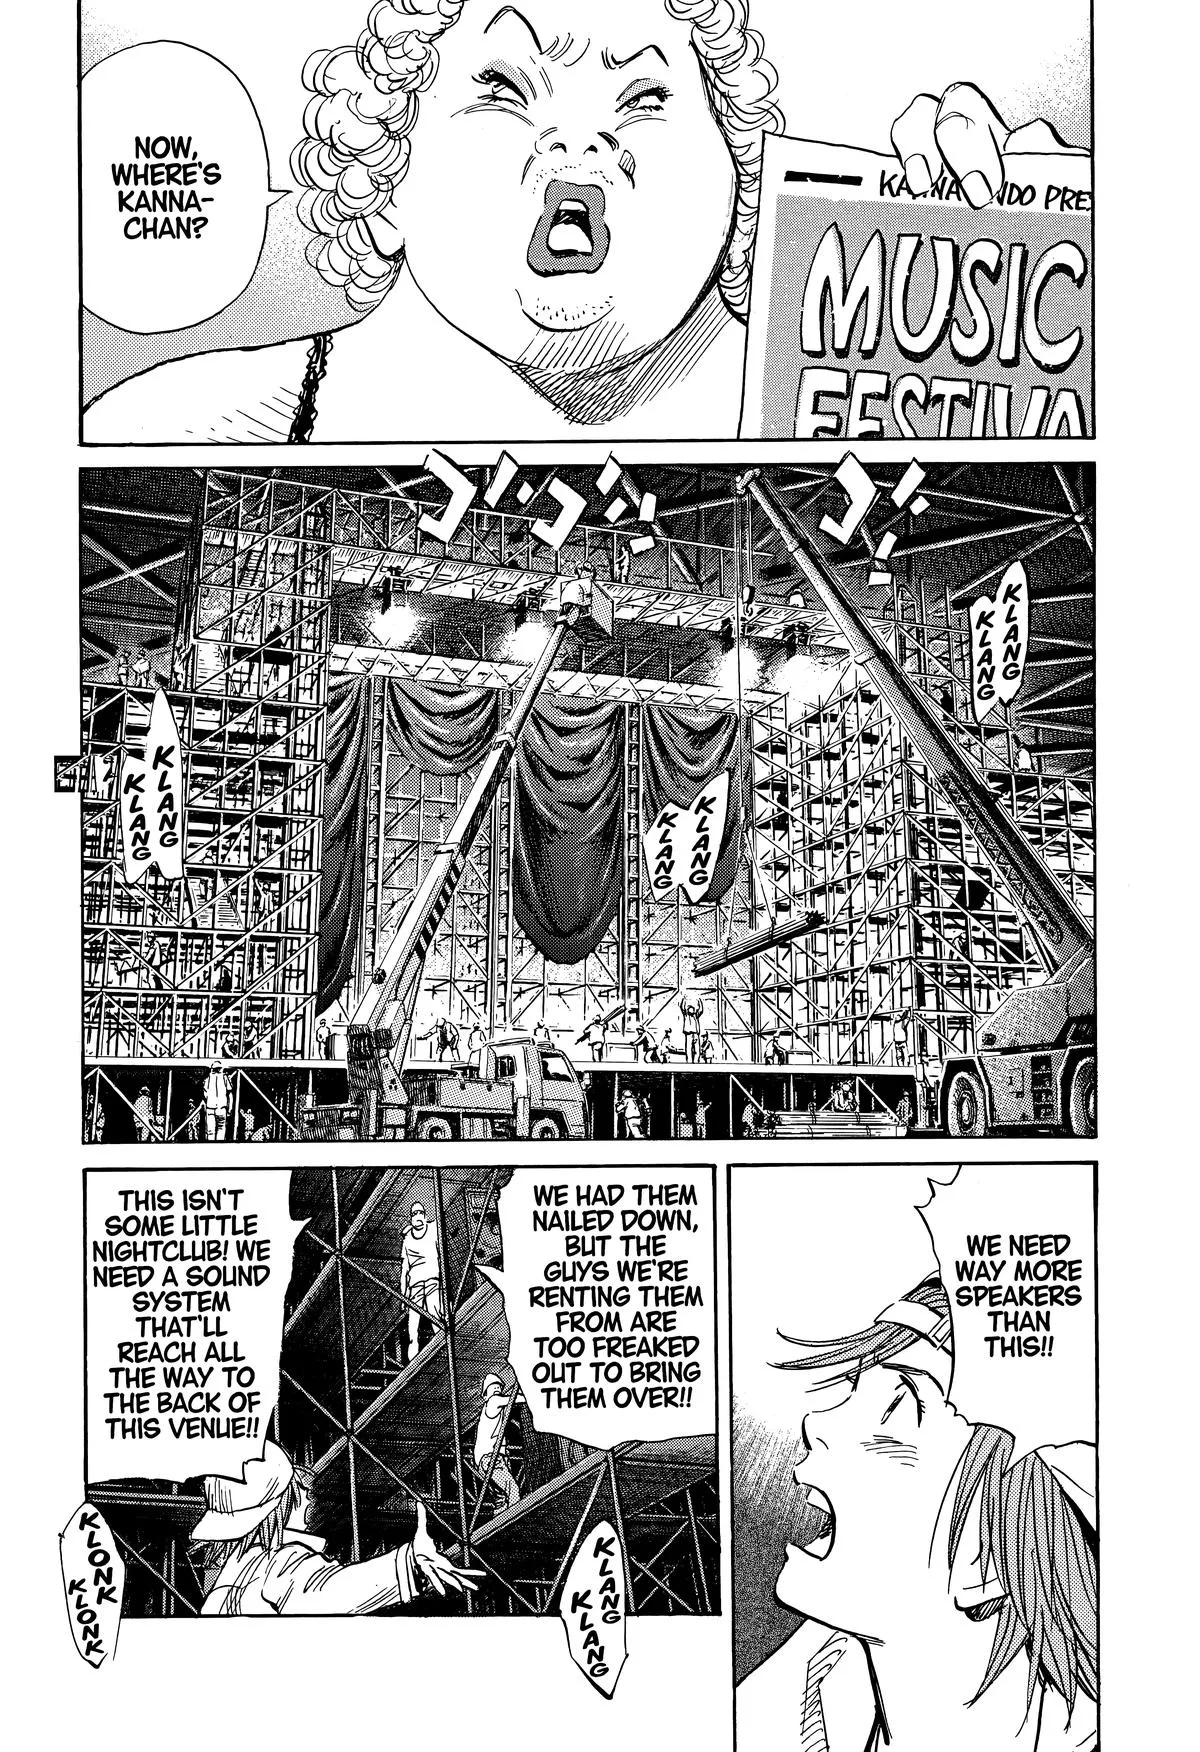 NOW,
WHERE'S
KANNA-
CHAN?
MUSIC
FESTIVA
KLANG
KLANG
KLANG
KLANG
KLANG
KLANG
WE NEED
WAY MORE
SPEAKERS
THAN
THIS!!
WE HAD THEM
NAILED DOWN,
BUT THE
GUYS WE'RE
RENTING THEM
FROM ARE
TOO FREAKED
OUT TO BRING
THEM OVER!!
THIS ISN'T
SOME LITTLE
NIGHTCLUB! WE
NEED A SOUND
SYSTEM
THAT'LL
REACH ALL
THE WAY TO
THE BACK OF
THIS VENUE!!
KLANG
KLANG
KLONK
KLONK